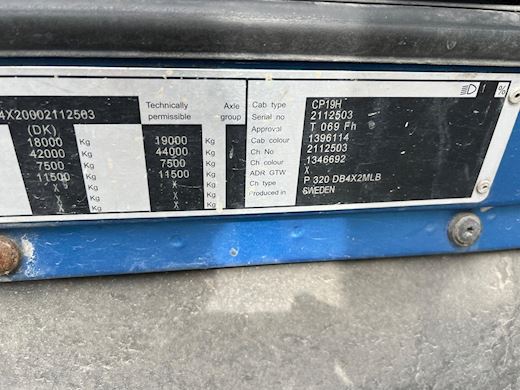 4X20002112503
(DK)
18000 Kg
42000 Kg
7500 Kg
11500 Kg
X Kg
X Kg
Technically permissible
Axle group
19000 Kg
44000 Kg
7500 Kg
11500 Kg
X Kg
X Kg
X Kg
Cab type CP19H
Serial no 2112503
Approval T 069 Fh
Cab colour 1396114
Ch No 2112503
Ch colour 1346692
ADR GTW X
Ch type P 320 DB4X2MLB
Produced in SWEDEN
1 %